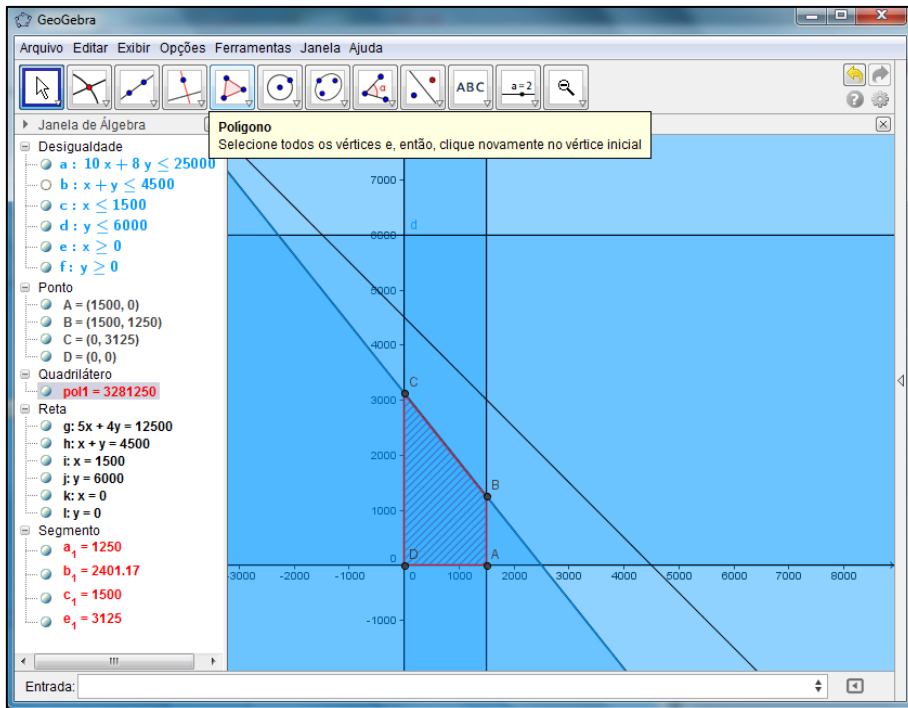 GeoGebra
Arquivo Editar Exibir Opções Ferramentas Janela Ajuda
ABC
a=2
Janela de Álgebra
Polígono
Selecione todos os vértices e, então, clique novamente no vértice inicial
Desigualdade
a : 10 x + 8 y ≤ 25000
b : x + y ≤ 4500
c : x ≤ 1500
d : y ≤ 6000
e : x ≥ 0
f : y ≥ 0
Ponto
A = (1500, 0)
B = (1500, 1250)
C = (0, 3125)
D = (0, 0)
Quadrilátero
pol1 = 3281250
Reta
g: 5x + 4y = 12500
h: x + y = 4500
i: x = 1500
j: y = 6000
k: x = 0
l: y = 0
Segmento
a₁ = 1250
b₁ = 2401.17
c₁ = 1500
e₁ = 3125
7000
6000
d
5000
4000
C
3000
2000
B
1000
0
D
A
-3000 -2000 -1000 0 1000 2000 3000 4000 5000 6000 7000 8000
-1000
Entrada: